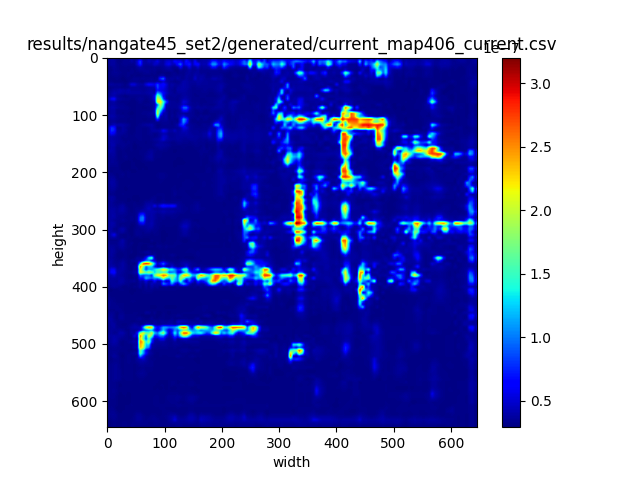 results/nangate45_set2/generated/current_map406_current.csv
1e−7
0
100
200
300
400
500
600
height
0 100 200 300 400 500 600
width
3.0
2.5
2.0
1.5
1.0
0.5